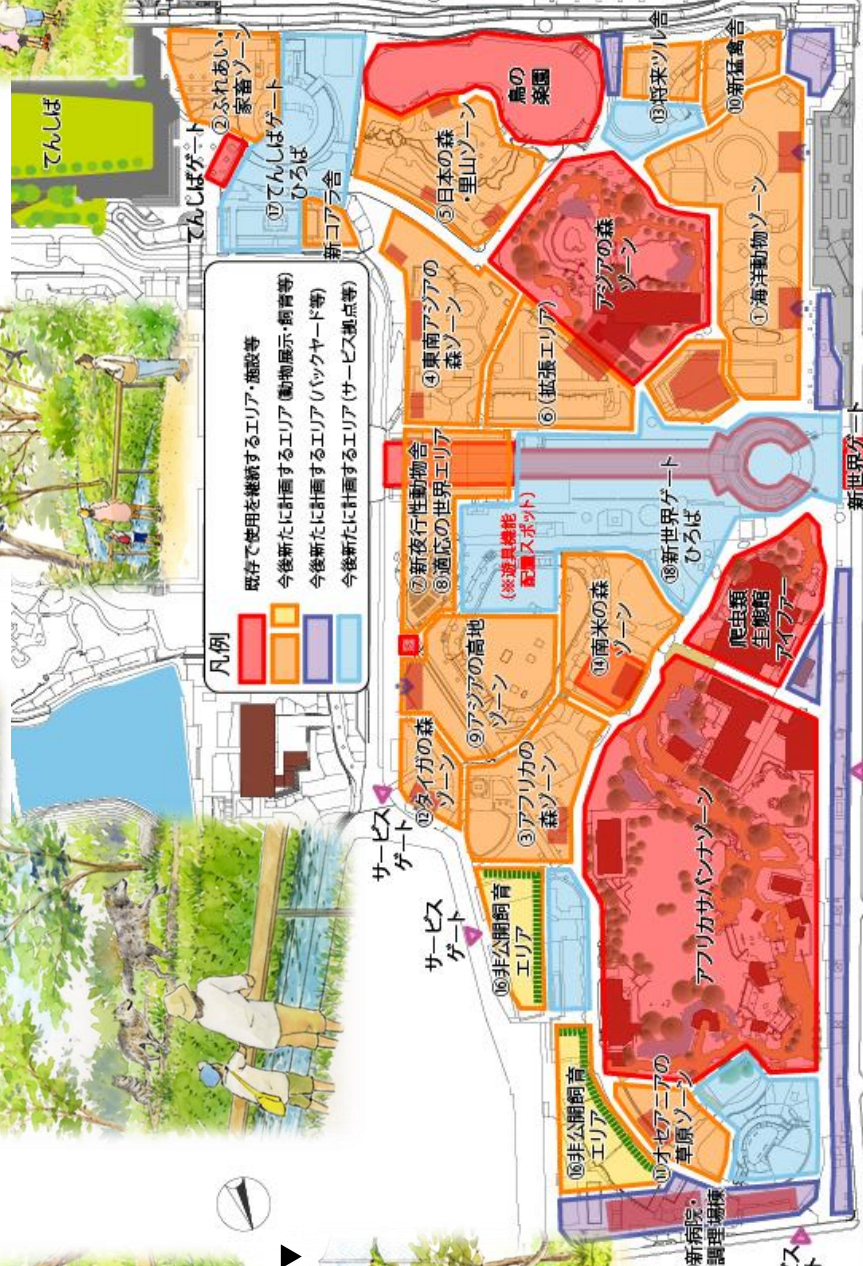 凡例
既存で使用を継続するエリア・施設等
今後新たに計画するエリア(動物展示・飼育等)
今後新たに計画するエリア(バックヤード等)
今後新たに計画するエリア(サービス拠点等)
てんしば
てんしばゲート
②ふれあい・
家畜ゾーン
⑰てんしばゲート
ひろば
新コアラ舎
鳥の
楽園
⑤日本の森
・里山ゾーン
④東南アジアの
森ゾーン
⑥(拡張エリア)
アジアの森
ゾーン
⑬将来ツル舎
⑩新猛禽舎
①海洋動物ゾーン
⑦新夜行性動物舎
⑧適応の世界エリア
(※遊具機能
配置スポット)
⑱新世界ゲート
ひろば
新世界ゲート
サービス
ゲート
⑫タイガの森
ゾーン
⑨アジアの高地
ゾーン
⑭南米の森
ゾーン
爬虫類
生態館
アイファー
③アフリカの
森ゾーン
サービス
ゲート
⑯非公開飼育
エリア
アフリカサバンナゾーン
⑯非公開飼育
エリア
⑪オセアニアの
草原ゾーン
新病院・
調理場棟